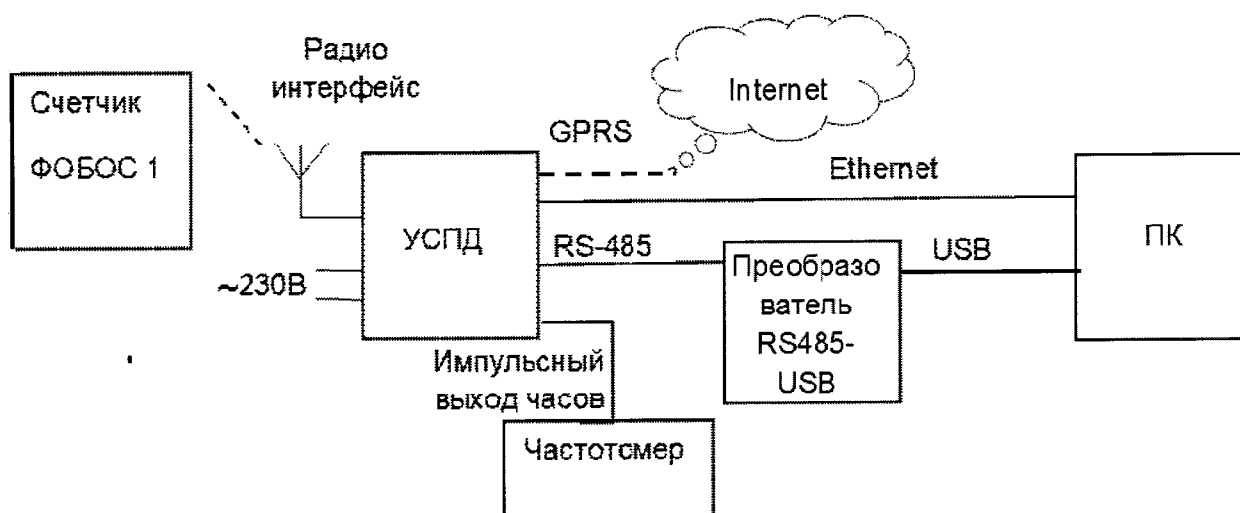 Радио
интерфейс
Счетчик
ФОБОС 1
Internet
GPRS
Ethernet
УСПД
ПК
RS-485
USB
Преобразо
ватель
RS485-
USB
~230В
Импульсный
выход часов
Частотомер